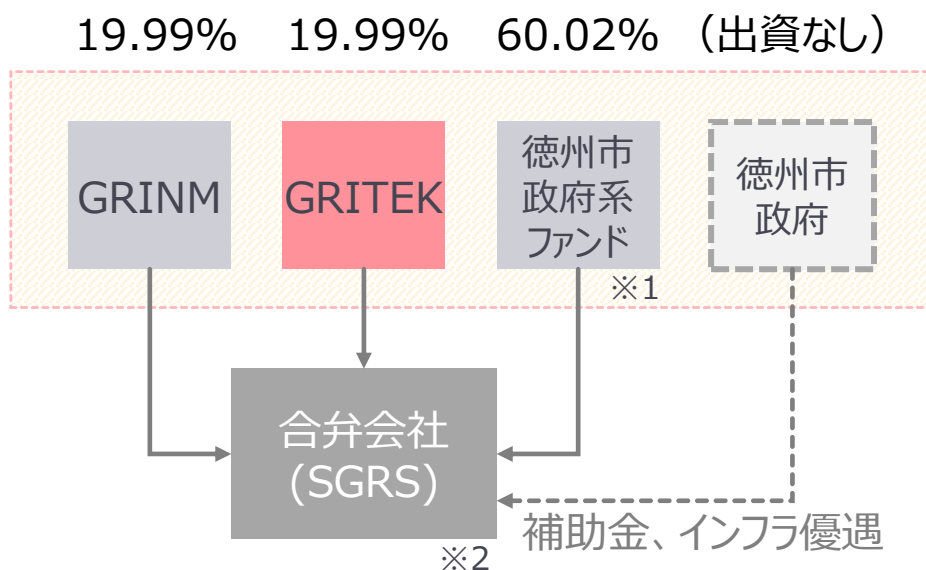 19.99% 19.99% 60.02% （出資なし）
GRINM
GRITEK
徳州市
政府系
ファンド
※1
徳州市
政府
合弁会社
(SGRS)
※2
補助金、インフラ優遇